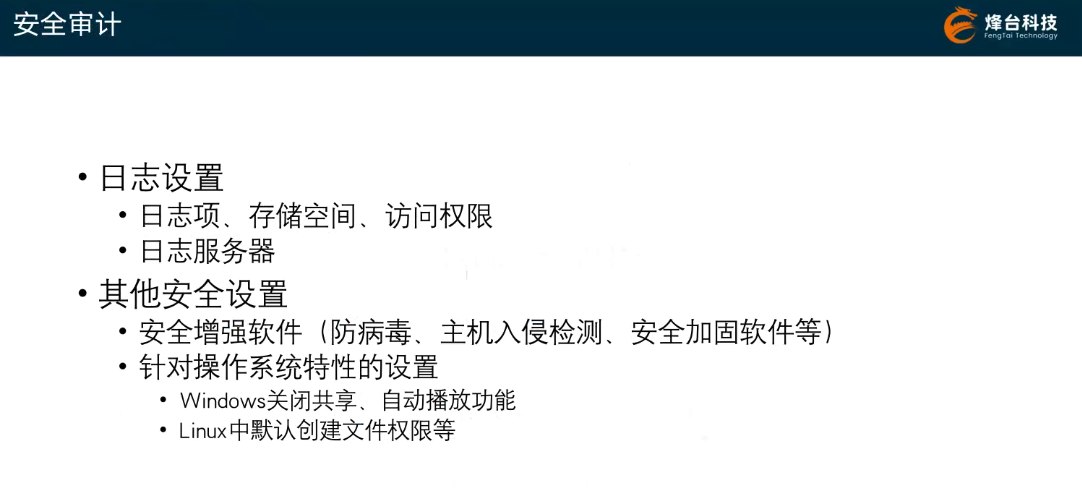 安全审计
烽台科技
FengTai Technology
• 日志设置
• 日志项、存储空间、访问权限
• 日志服务器
• 其他安全设置
• 安全增强软件（防病毒、主机入侵检测、安全加固软件等）
• 针对操作系统特性的设置
• Windows关闭共享、自动播放功能
• Linux中默认创建文件权限等